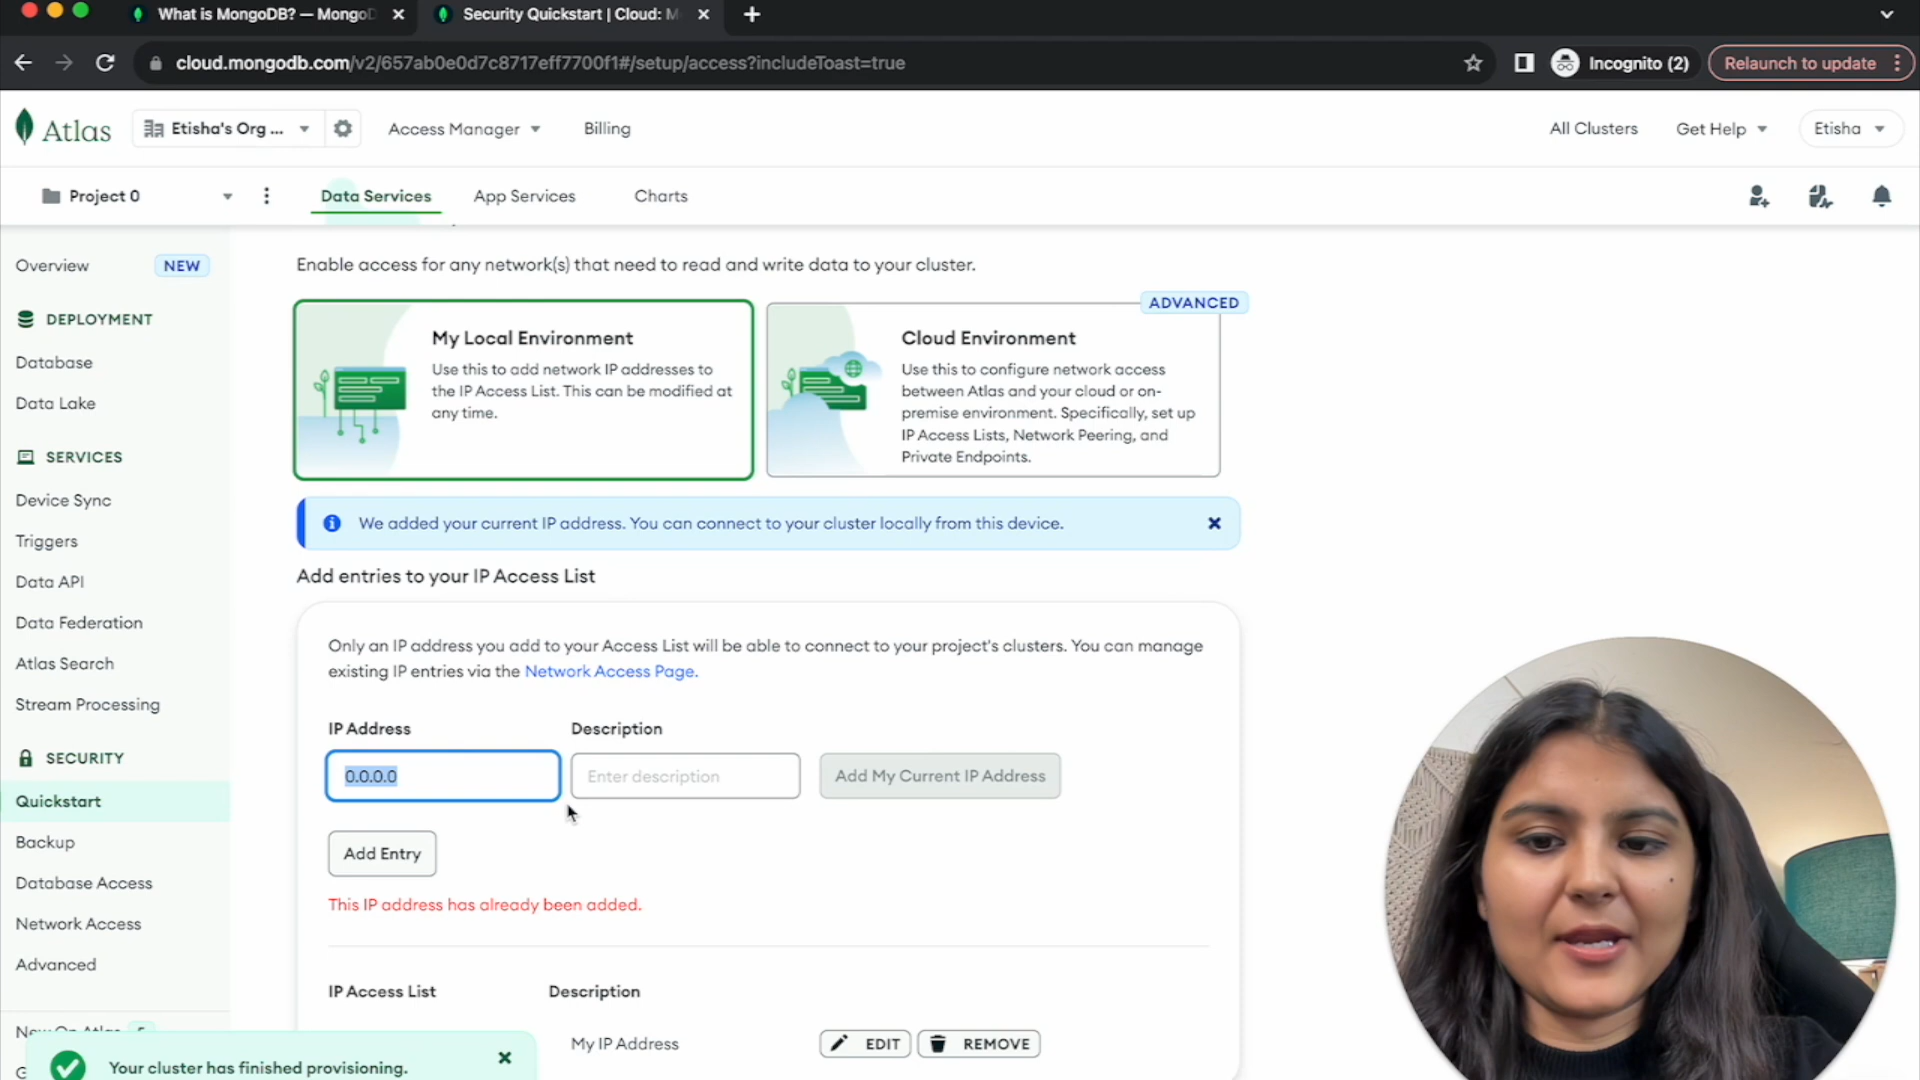 What is MongoDB? — MongoD
Security Quickstart | Cloud: M
cloud.mongodb.com/v2/657ab0e0d7c8717eff7700f1#/setup/access?includeToast=true
Incognito (2)
Relaunch to update
Atlas
Etisha's Org ...
Access Manager
Billing
All Clusters
Get Help
Etisha
Project 0
Data Services
App Services
Charts
Overview
NEW
DEPLOYMENT
Database
Data Lake
SERVICES
Device Sync
Triggers
Data API
Data Federation
Atlas Search
Stream Processing
SECURITY
Quickstart
Backup
Database Access
Network Access
Advanced
New On Atlas
Enable access for any network(s) that need to read and write data to your cluster.
My Local Environment
Use this to add network IP addresses to
the IP Access List. This can be modified at
any time.
ADVANCED
Cloud Environment
Use this to configure network access
between Atlas and your cloud or on-
premise environment. Specifically, set up
IP Access Lists, Network Peering, and
Private Endpoints.
We added your current IP address. You can connect to your cluster locally from this device.
Add entries to your IP Access List
Only an IP address you add to your Access List will be able to connect to your project's clusters. You can manage
existing IP entries via the Network Access Page.
IP Address
Description
0.0.0.0
Enter description
Add My Current IP Address
Add Entry
This IP address has already been added.
IP Access List
Description
My IP Address
EDIT
REMOVE
Your cluster has finished provisioning.